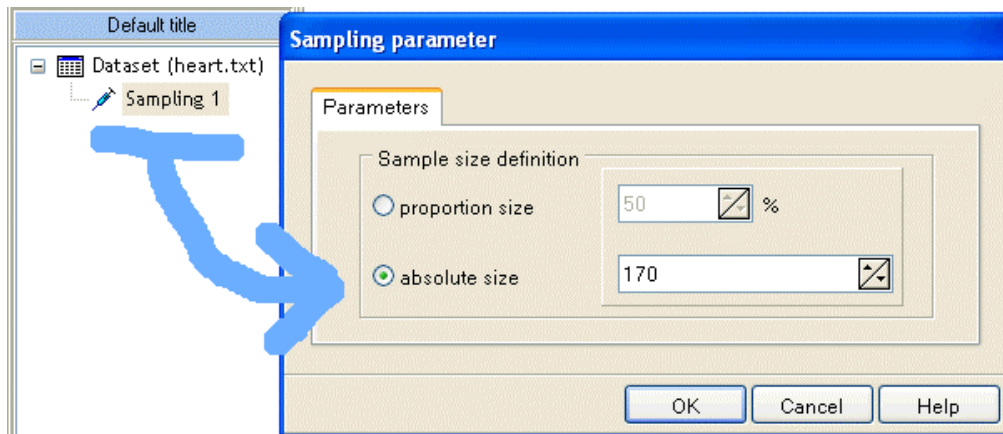 Default title
Dataset (heart.txt)
Sampling 1
Sampling parameter
Parameters
Sample size definition
proportion size 50 %
absolute size 170
OK Cancel Help